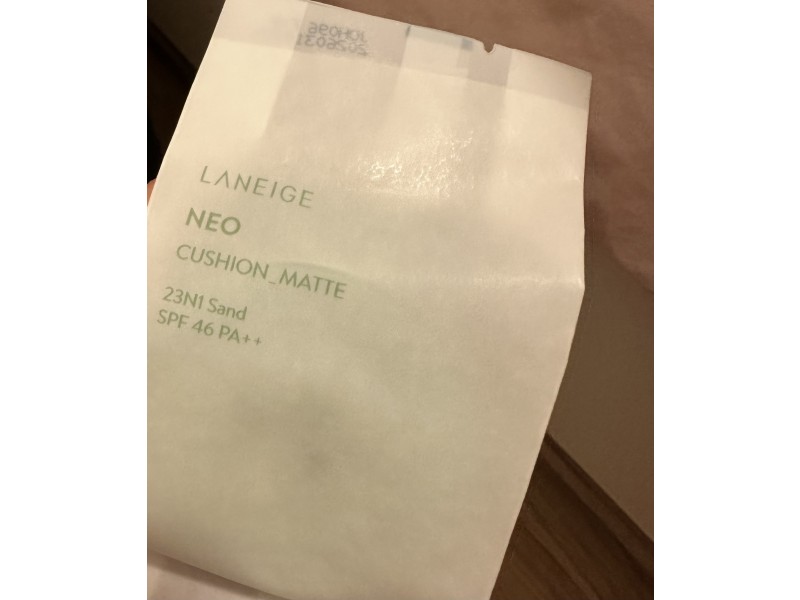 LANEIGE
NEO
CUSHION_MATTE
23N1 Sand
SPF 46 PA++